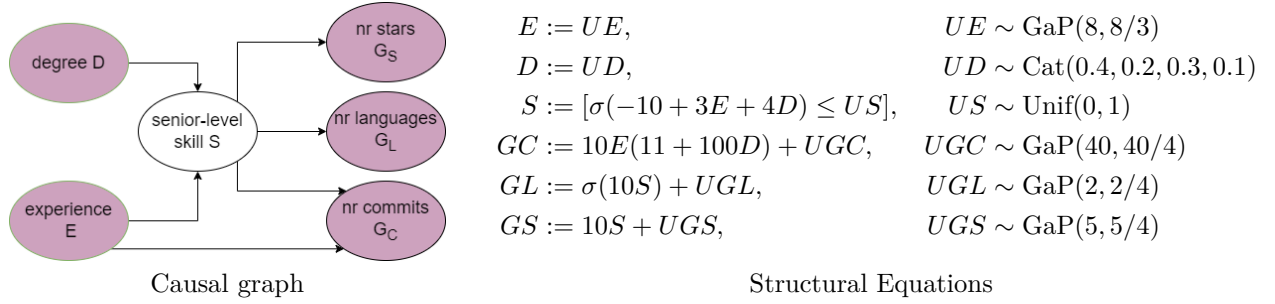 degree D
experience
E
senior-level
skill S
nr stars
G_S
nr languages
G_L
nr commits
G_C
Causal graph
E := UE, UE ∼ GaP(8, 8/3)
D := UD, UD ∼ Cat(0.4, 0.2, 0.3, 0.1)
S := [σ(−10 + 3E + 4D) ≤ US], US ∼ Unif(0, 1)
GC := 10E(11 + 100D) + UGC, UGC ∼ GaP(40, 40/4)
GL := σ(10S) + UGL, UGL ∼ GaP(2, 2/4)
GS := 10S + UGS, UGS ∼ GaP(5, 5/4)
Structural Equations